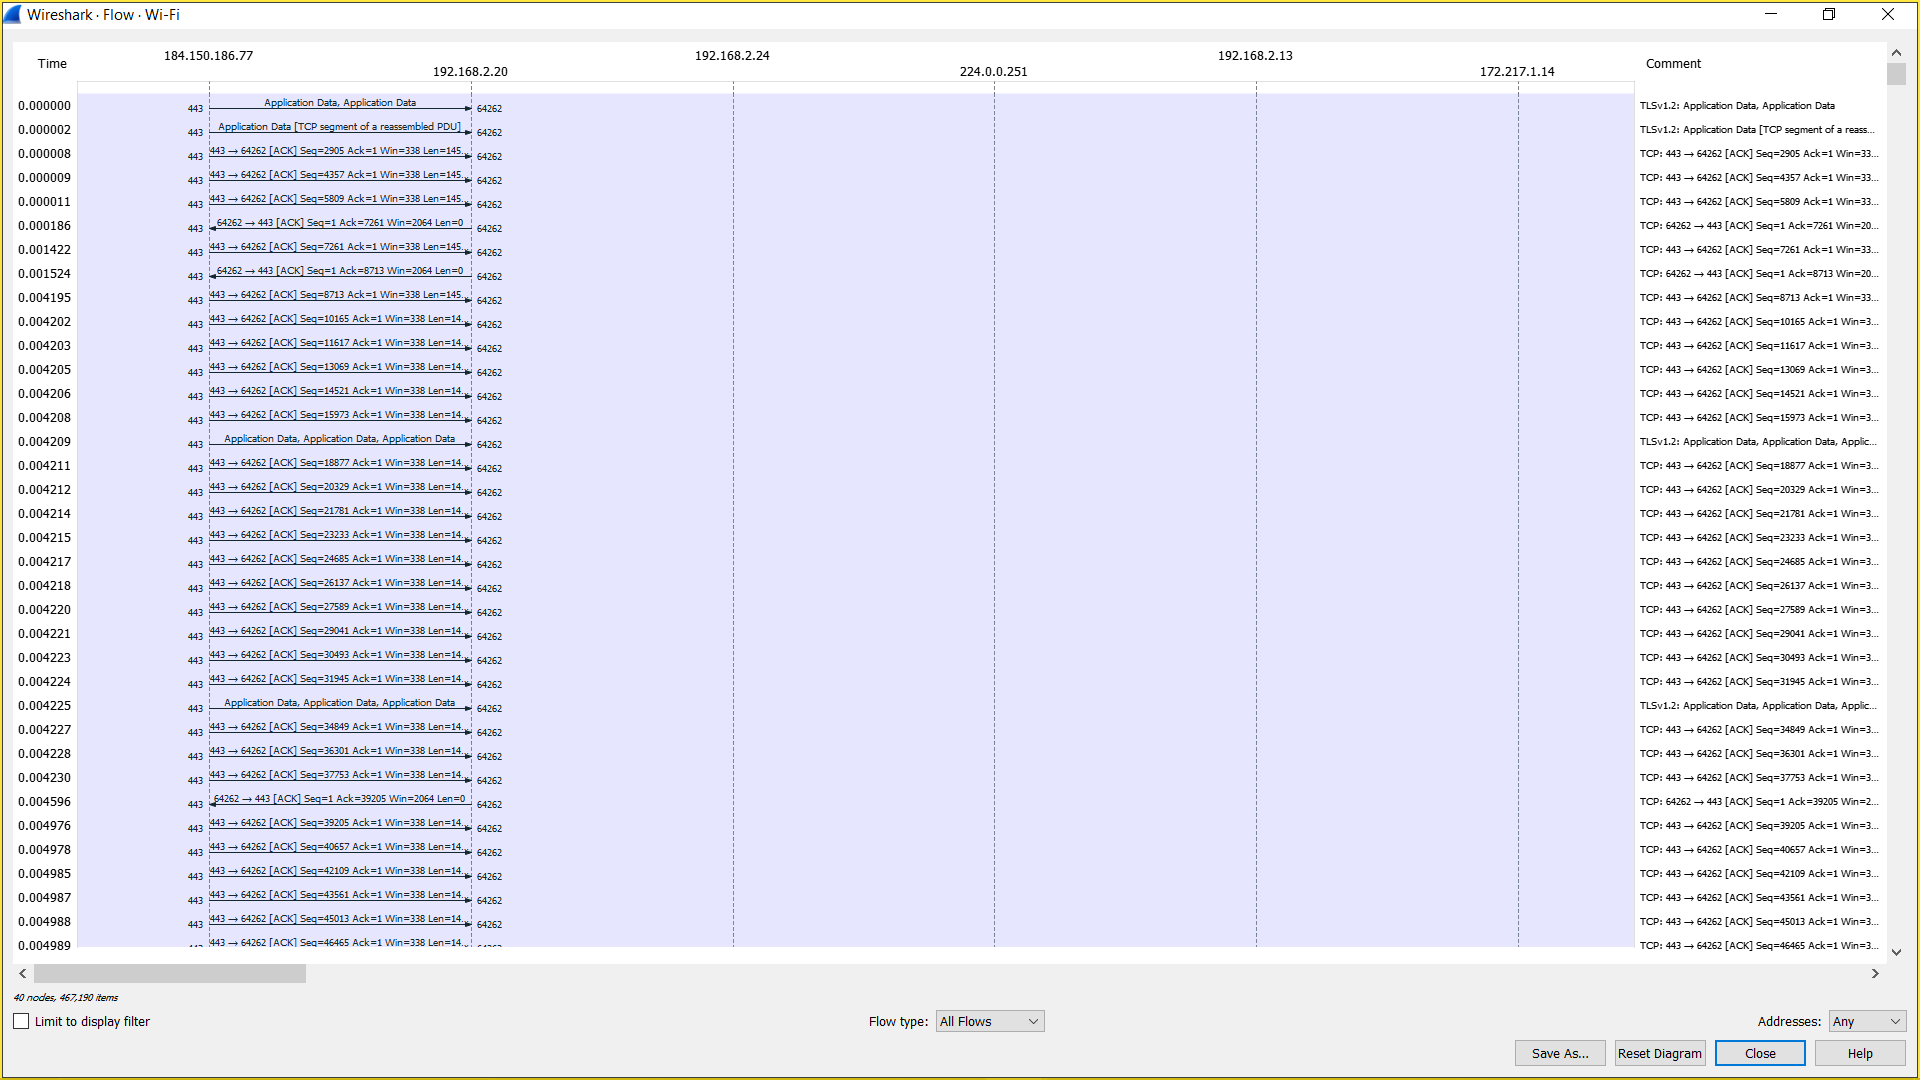 Wireshark · Flow · Wi-Fi
Time 184.150.186.77 192.168.2.20 192.168.2.24 224.0.0.251 192.168.2.13 172.217.1.14 Comment
0.000000 443 Application Data, Application Data 64262 TLSv1.2: Application Data, Application Data
0.000002 443 Application Data [TCP segment of a reassembled PDU] 64262 TLSv1.2: Application Data [TCP segment of a reass...
0.000008 443 443 → 64262 [ACK] Seq=2905 Ack=1 Win=338 Len=145... 64262 TCP: 443 → 64262 [ACK] Seq=2905 Ack=1 Win=33...
0.000009 443 443 → 64262 [ACK] Seq=4357 Ack=1 Win=338 Len=145... 64262 TCP: 443 → 64262 [ACK] Seq=4357 Ack=1 Win=33...
0.000011 443 443 → 64262 [ACK] Seq=5809 Ack=1 Win=338 Len=145... 64262 TCP: 443 → 64262 [ACK] Seq=5809 Ack=1 Win=33...
0.000186 443 64262 → 443 [ACK] Seq=1 Ack=7261 Win=2064 Len=0 64262 TCP: 64262 → 443 [ACK] Seq=1 Ack=7261 Win=20...
0.001422 443 443 → 64262 [ACK] Seq=7261 Ack=1 Win=338 Len=145... 64262 TCP: 443 → 64262 [ACK] Seq=7261 Ack=1 Win=33...
0.001524 443 64262 → 443 [ACK] Seq=1 Ack=8713 Win=2064 Len=0 64262 TCP: 64262 → 443 [ACK] Seq=1 Ack=8713 Win=20...
0.004195 443 443 → 64262 [ACK] Seq=8713 Ack=1 Win=338 Len=145... 64262 TCP: 443 → 64262 [ACK] Seq=8713 Ack=1 Win=33...
0.004202 443 443 → 64262 [ACK] Seq=10165 Ack=1 Win=338 Len=14... 64262 TCP: 443 → 64262 [ACK] Seq=10165 Ack=1 Win=3...
0.004203 443 443 → 64262 [ACK] Seq=11617 Ack=1 Win=338 Len=14... 64262 TCP: 443 → 64262 [ACK] Seq=11617 Ack=1 Win=3...
0.004205 443 443 → 64262 [ACK] Seq=13069 Ack=1 Win=338 Len=14... 64262 TCP: 443 → 64262 [ACK] Seq=13069 Ack=1 Win=3...
0.004206 443 443 → 64262 [ACK] Seq=14521 Ack=1 Win=338 Len=14... 64262 TCP: 443 → 64262 [ACK] Seq=14521 Ack=1 Win=3...
0.004208 443 443 → 64262 [ACK] Seq=15973 Ack=1 Win=338 Len=14... 64262 TCP: 443 → 64262 [ACK] Seq=15973 Ack=1 Win=3...
0.004209 443 Application Data, Application Data, Application Data 64262 TLSv1.2: Application Data, Application Data, Applic...
0.004211 443 443 → 64262 [ACK] Seq=18877 Ack=1 Win=338 Len=14... 64262 TCP: 443 → 64262 [ACK] Seq=18877 Ack=1 Win=3...
0.004212 443 443 → 64262 [ACK] Seq=20329 Ack=1 Win=338 Len=14... 64262 TCP: 443 → 64262 [ACK] Seq=20329 Ack=1 Win=3...
0.004214 443 443 → 64262 [ACK] Seq=21781 Ack=1 Win=338 Len=14... 64262 TCP: 443 → 64262 [ACK] Seq=21781 Ack=1 Win=3...
0.004215 443 443 → 64262 [ACK] Seq=23233 Ack=1 Win=338 Len=14... 64262 TCP: 443 → 64262 [ACK] Seq=23233 Ack=1 Win=3...
0.004217 443 443 → 64262 [ACK] Seq=24685 Ack=1 Win=338 Len=14... 64262 TCP: 443 → 64262 [ACK] Seq=24685 Ack=1 Win=3...
0.004218 443 443 → 64262 [ACK] Seq=26137 Ack=1 Win=338 Len=14... 64262 TCP: 443 → 64262 [ACK] Seq=26137 Ack=1 Win=3...
0.004220 443 443 → 64262 [ACK] Seq=27589 Ack=1 Win=338 Len=14... 64262 TCP: 443 → 64262 [ACK] Seq=27589 Ack=1 Win=3...
0.004221 443 443 → 64262 [ACK] Seq=29041 Ack=1 Win=338 Len=14... 64262 TCP: 443 → 64262 [ACK] Seq=29041 Ack=1 Win=3...
0.004223 443 443 → 64262 [ACK] Seq=30493 Ack=1 Win=338 Len=14... 64262 TCP: 443 → 64262 [ACK] Seq=30493 Ack=1 Win=3...
0.004224 443 443 → 64262 [ACK] Seq=31945 Ack=1 Win=338 Len=14... 64262 TCP: 443 → 64262 [ACK] Seq=31945 Ack=1 Win=3...
0.004225 443 Application Data, Application Data, Application Data 64262 TLSv1.2: Application Data, Application Data, Applic...
0.004227 443 443 → 64262 [ACK] Seq=34849 Ack=1 Win=338 Len=14... 64262 TCP: 443 → 64262 [ACK] Seq=34849 Ack=1 Win=3...
0.004228 443 443 → 64262 [ACK] Seq=36301 Ack=1 Win=338 Len=14... 64262 TCP: 443 → 64262 [ACK] Seq=36301 Ack=1 Win=3...
0.004230 443 443 → 64262 [ACK] Seq=37753 Ack=1 Win=338 Len=14... 64262 TCP: 443 → 64262 [ACK] Seq=37753 Ack=1 Win=3...
0.004596 443 64262 → 443 [ACK] Seq=1 Ack=39205 Win=2064 Len=0 64262 TCP: 64262 → 443 [ACK] Seq=1 Ack=39205 Win=2...
0.004976 443 443 → 64262 [ACK] Seq=39205 Ack=1 Win=338 Len=14... 64262 TCP: 443 → 64262 [ACK] Seq=39205 Ack=1 Win=3...
0.004978 443 443 → 64262 [ACK] Seq=40657 Ack=1 Win=338 Len=14... 64262 TCP: 443 → 64262 [ACK] Seq=40657 Ack=1 Win=3...
0.004985 443 443 → 64262 [ACK] Seq=42109 Ack=1 Win=338 Len=14... 64262 TCP: 443 → 64262 [ACK] Seq=42109 Ack=1 Win=3...
0.004987 443 443 → 64262 [ACK] Seq=43561 Ack=1 Win=338 Len=14... 64262 TCP: 443 → 64262 [ACK] Seq=43561 Ack=1 Win=3...
0.004988 443 443 → 64262 [ACK] Seq=45013 Ack=1 Win=338 Len=14... 64262 TCP: 443 → 64262 [ACK] Seq=45013 Ack=1 Win=3...
0.004989 443 → 64262 [ACK] Seq=46465 Ack=1 Win=338 Len=14... TCP: 443 → 64262 [ACK] Seq=46465 Ack=1 Win=3...
40 nodes, 467,190 items
Limit to display filter Flow type: All Flows Addresses: Any
Save As... Reset Diagram Close Help